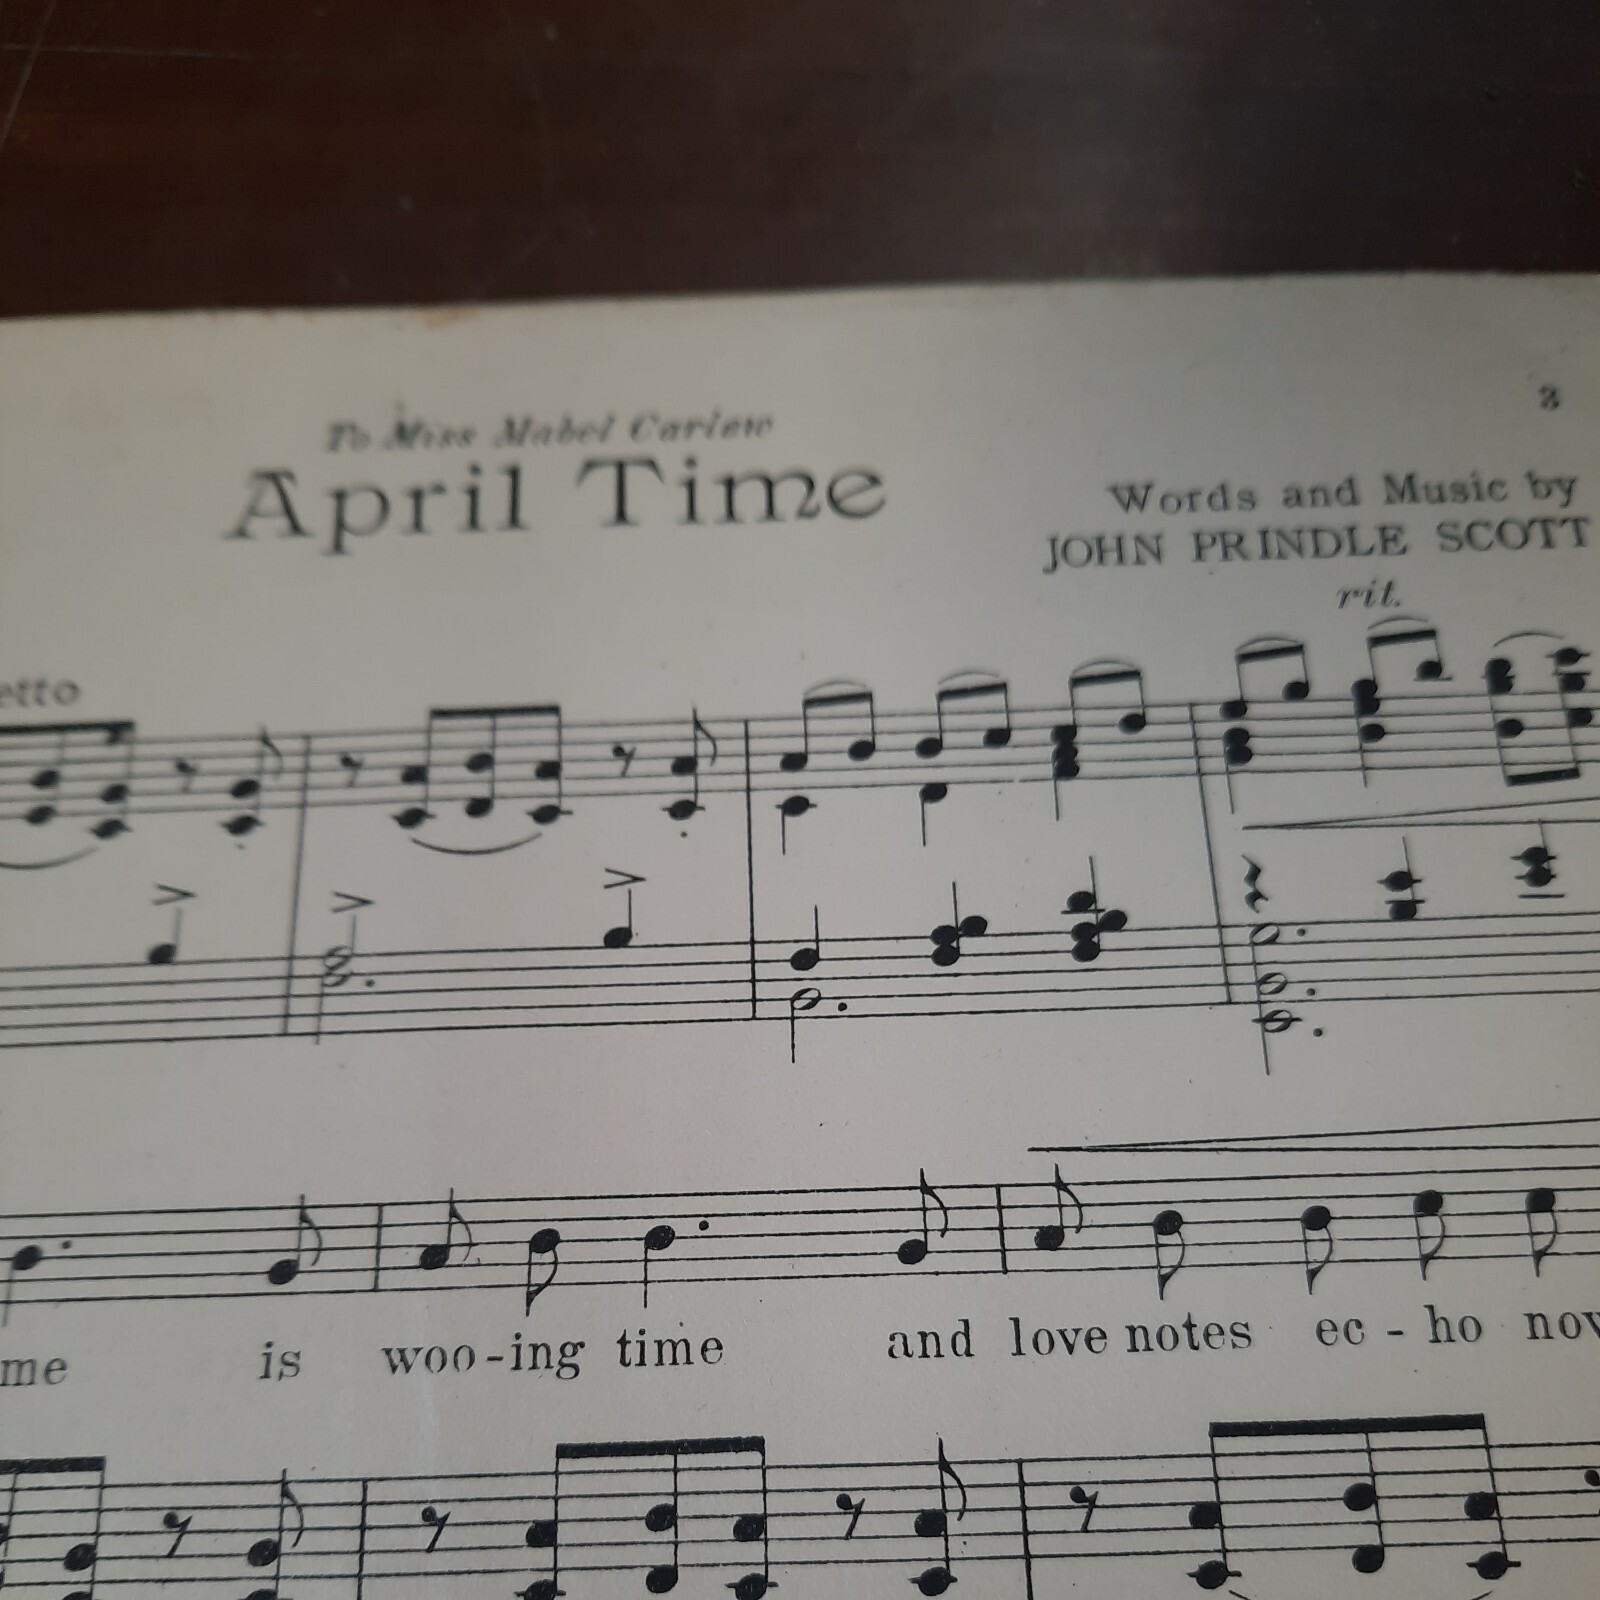 3
To Miss Mabel Carlew
April Time
Words and Music by
JOHN PRINDLE SCOTT
rit.
etto
me is woo-ing time and love notes ec - ho now